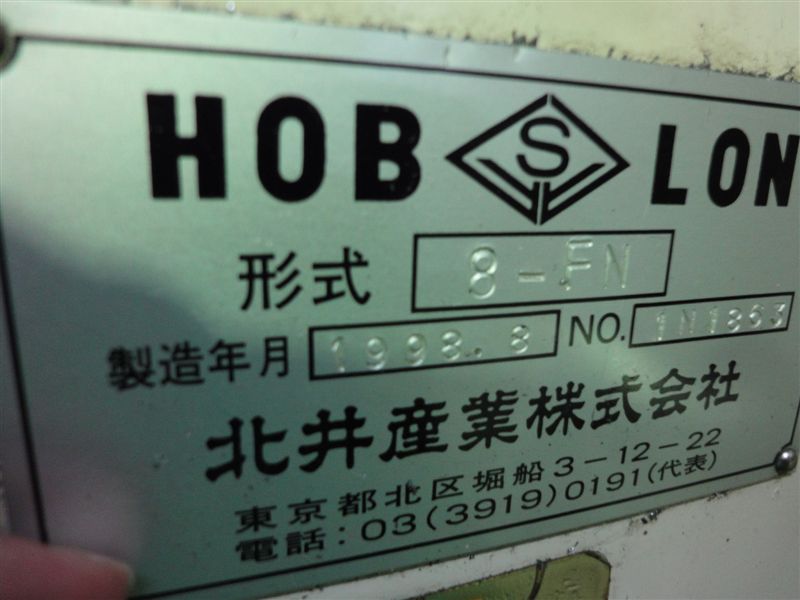 HOB S LON
形式 8-FN
製造年月 1998.8 NO. 1N1863
北井産業株式会社
東京都北区堀船3-12-22
電話:03(3919)0191(代表)